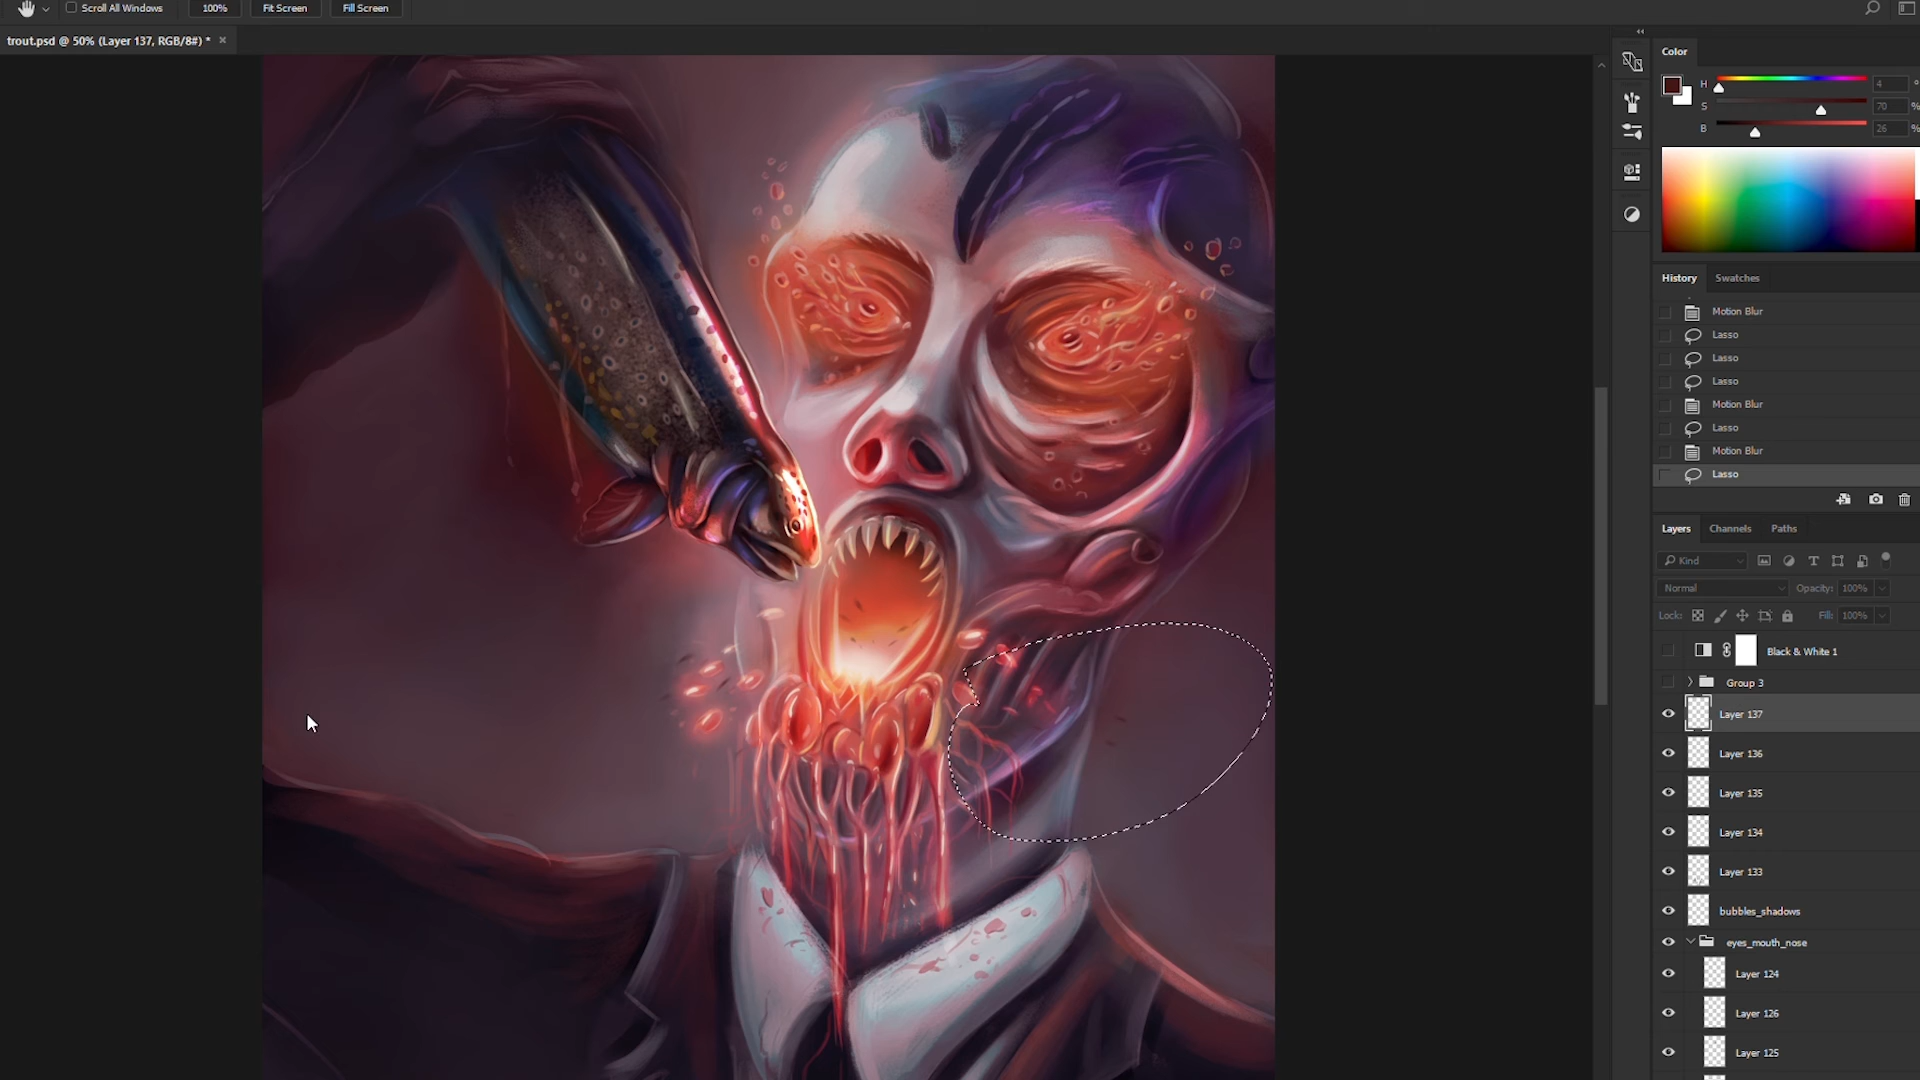 Scroll All Windows 100% Fit Screen Fill Screen
trout.psd @ 50% (Layer 137, RGB/8#) * ×
Color
H 4 °
S 70 %
B 26 %
History Swatches
Motion Blur
Lasso
Lasso
Lasso
Motion Blur
Lasso
Motion Blur
Lasso
Layers Channels Paths
Kind
Normal Opacity: 100%
Lock: Fill: 100%
Black & White 1
Group 3
Layer 137
Layer 136
Layer 135
Layer 134
Layer 133
bubbles_shadows
eyes_mouth_nose
Layer 124
Layer 126
Layer 125